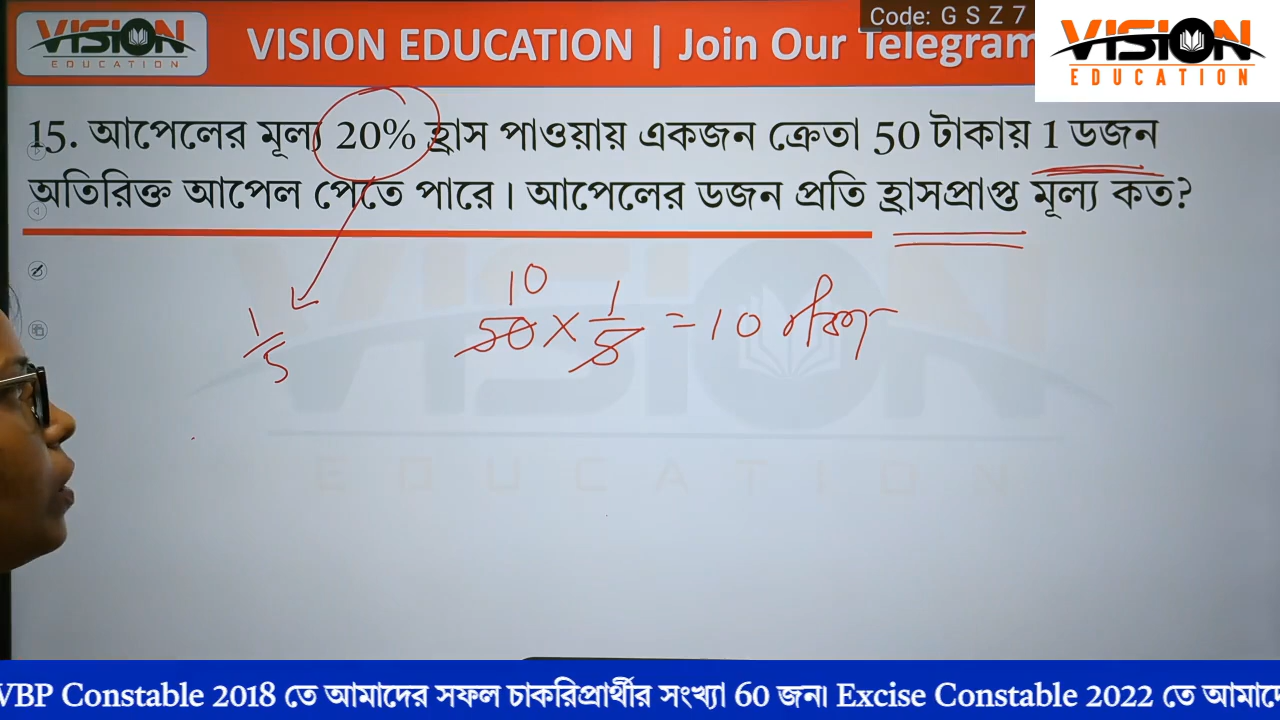 VISION
EDUCATION
VISION EDUCATION | Join Our Telegram
Code: G S Z 7
VISION
EDUCATION
15. আপেলের মূল্য 20% হ্রাস পাওয়ায় একজন ক্রেতা 50 টাকায় 1 ডজন
অতিরিক্ত আপেল পেতে পারে। আপেলের ডজন প্রতি হ্রাসপ্রাপ্ত মূল্য কত?
1/5
10
50 × 1/5 = 10
VISION
EDUCATION
VBP Constable 2018 তে আমাদের সফল চাকরিপ্রার্থীর সংখ্যা 60 জন। Excise Constable 2022 তে আমাদে